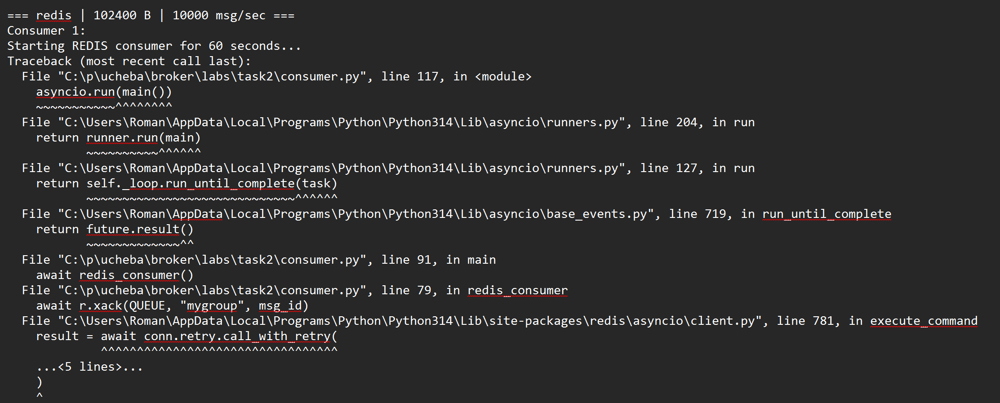 === redis | 102400 B | 10000 msg/sec ===
Consumer 1:
Starting REDIS consumer for 60 seconds...
Traceback (most recent call last):
  File "C:\p\ucheba\broker\labs\task2\consumer.py", line 117, in <module>
    asyncio.run(main())
    ~~~~~~~~~~~^^^^^^^^
  File "C:\Users\Roman\AppData\Local\Programs\Python\Python314\Lib\asyncio\runners.py", line 204, in run
    return runner.run(main)
           ~~~~~~~~~~^^^^^^
  File "C:\Users\Roman\AppData\Local\Programs\Python\Python314\Lib\asyncio\runners.py", line 127, in run
    return self._loop.run_until_complete(task)
           ~~~~~~~~~~~~~~~~~~~~~~~~~~~~~^^^^^^
  File "C:\Users\Roman\AppData\Local\Programs\Python\Python314\Lib\asyncio\base_events.py", line 719, in run_until_complete
    return future.result()
           ~~~~~~~~~~~~~^^
  File "C:\p\ucheba\broker\labs\task2\consumer.py", line 91, in main
    await redis_consumer()
  File "C:\p\ucheba\broker\labs\task2\consumer.py", line 79, in redis_consumer
    await r.xack(QUEUE, "mygroup", msg_id)
  File "C:\Users\Roman\AppData\Local\Programs\Python\Python314\Lib\site-packages\redis\asyncio\client.py", line 781, in execute_command
    result = await conn.retry.call_with_retry(
             ^^^^^^^^^^^^^^^^^^^^^^^^^^^^^^^^^
    ...<5 lines>...
    )
    ^